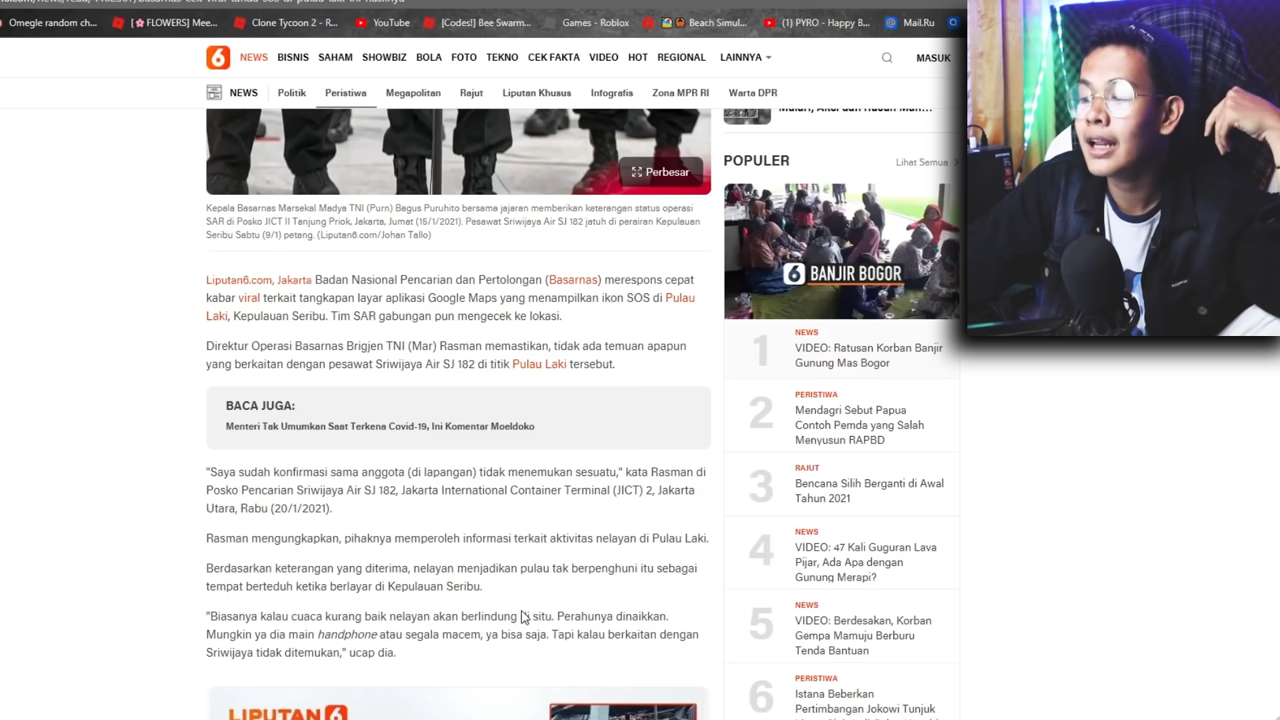 Omegle random ch...
[🌸FLOWERS] Mee...
Clone Tycoon 2 - R...
YouTube
[Codes!] Bee Swarm...
Games - Roblox
Beach Simul...
(1) PYRO - Happy B...
Mail.Ru
6 NEWS BISNIS SAHAM SHOWBIZ BOLA FOTO TEKNO CEK FAKTA VIDEO HOT REGIONAL LAINNYA
MASUK
NEWS Politik Peristiwa Megapolitan Rajut Liputan Khusus Infografis Zona MPR RI Warta DPR
Perbesar
Kepala Basarnas Marsekal Madya TNI (Purn) Bagus Puruhito bersama jajaran memberikan keterangan status operasi
SAR di Posko JICT II Tanjung Priok, Jakarta, Jumat (15/1/2021). Pesawat Sriwijaya Air SJ 182 jatuh di perairan Kepulauan
Seribu Sabtu (9/1) petang. (Liputan6.com/Johan Tallo)
Liputan6.com, Jakarta Badan Nasional Pencarian dan Pertolongan (Basarnas) merespons cepat
kabar viral terkait tangkapan layar aplikasi Google Maps yang menampilkan ikon SOS di Pulau
Laki, Kepulauan Seribu. Tim SAR gabungan pun mengecek ke lokasi.
Direktur Operasi Basarnas Brigjen TNI (Mar) Rasman memastikan, tidak ada temuan apapun
yang berkaitan dengan pesawat Sriwijaya Air SJ 182 di titik Pulau Laki tersebut.
BACA JUGA:
Menteri Tak Umumkan Saat Terkena Covid-19, Ini Komentar Moeldoko
"Saya sudah konfirmasi sama anggota (di lapangan) tidak menemukan sesuatu," kata Rasman di
Posko Pencarian Sriwijaya Air SJ 182, Jakarta International Container Terminal (JICT) 2, Jakarta
Utara, Rabu (20/1/2021).
Rasman mengungkapkan, pihaknya memperoleh informasi terkait aktivitas nelayan di Pulau Laki.
Berdasarkan keterangan yang diterima, nelayan menjadikan pulau tak berpenghuni itu sebagai
tempat berteduh ketika berlayar di Kepulauan Seribu.
"Biasanya kalau cuaca kurang baik nelayan akan berlindung di situ. Perahunya dinaikkan.
Mungkin ya dia main handphone atau segala macem, ya bisa saja. Tapi kalau berkaitan dengan
Sriwijaya tidak ditemukan," ucap dia.
LIPUTAN 6
POPULER
Lihat Semua
6 BANJIR BOGOR
1
NEWS
VIDEO: Ratusan Korban Banjir
Gunung Mas Bogor
2
PERISTIWA
Mendagri Sebut Papua
Contoh Pemda yang Salah
Menyusun RAPBD
3
RAJUT
Bencana Silih Berganti di Awal
Tahun 2021
4
NEWS
VIDEO: 47 Kali Guguran Lava
Pijar, Ada Apa dengan
Gunung Merapi?
5
NEWS
VIDEO: Berdesakan, Korban
Gempa Mamuju Berburu
Tenda Bantuan
6
PERISTIWA
Istana Beberkan
Pertimbangan Jokowi Tunjuk